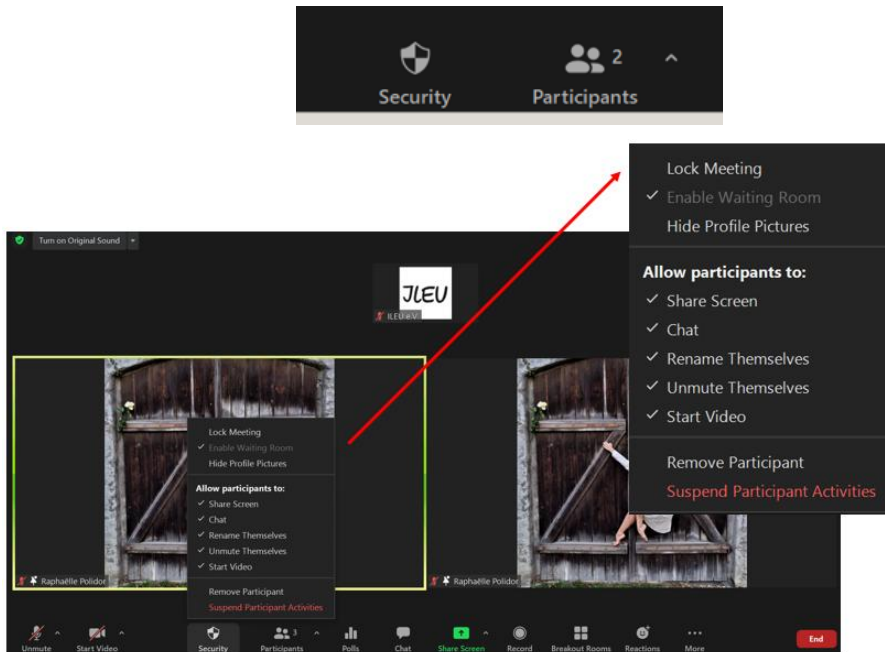 Security
Participants 2
Lock Meeting
Enable Waiting Room
Hide Profile Pictures
Allow participants to:
Share Screen
Chat
Rename Themselves
Unmute Themselves
Start Video
Remove Participant
Suspend Participant Activities
Turn on Original Sound
JLEU
JLEU e.V.
Lock Meeting
Enable Waiting Room
Hide Profile Pictures
Allow participants to:
Share Screen
Chat
Rename Themselves
Unmute Themselves
Start Video
Remove Participant
Suspend Participant Activities
Raphaëlle Polidor
Raphaëlle Polidor
Unmute
Start Video
Security
Participants 3
Polls
Chat
Share Screen
Record
Breakout Rooms
Reactions
More
End